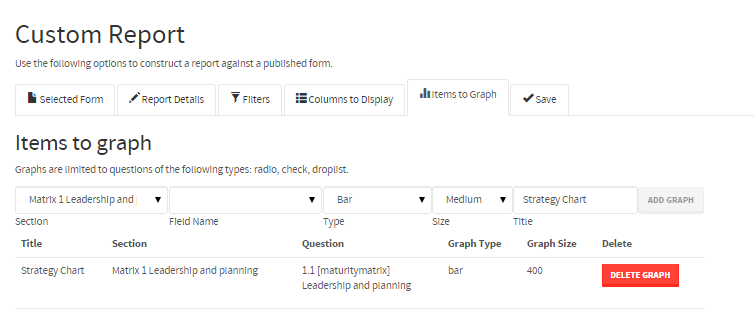 Custom Report
Use the following options to construct a report against a published form.
Selected Form Report Details Filters Columns to Display Items to Graph Save
Items to graph
Graphs are limited to questions of the following types: radio, check, droplist.
Matrix 1 Leadership and Bar Medium Strategy Chart ADD GRAPH
Section Field Name Type Size Title
Title Section Question Graph Type Graph Size Delete
Strategy Chart Matrix 1 Leadership and planning 1.1 [maturitymatrix] bar 400 DELETE GRAPH
Leadership and planning